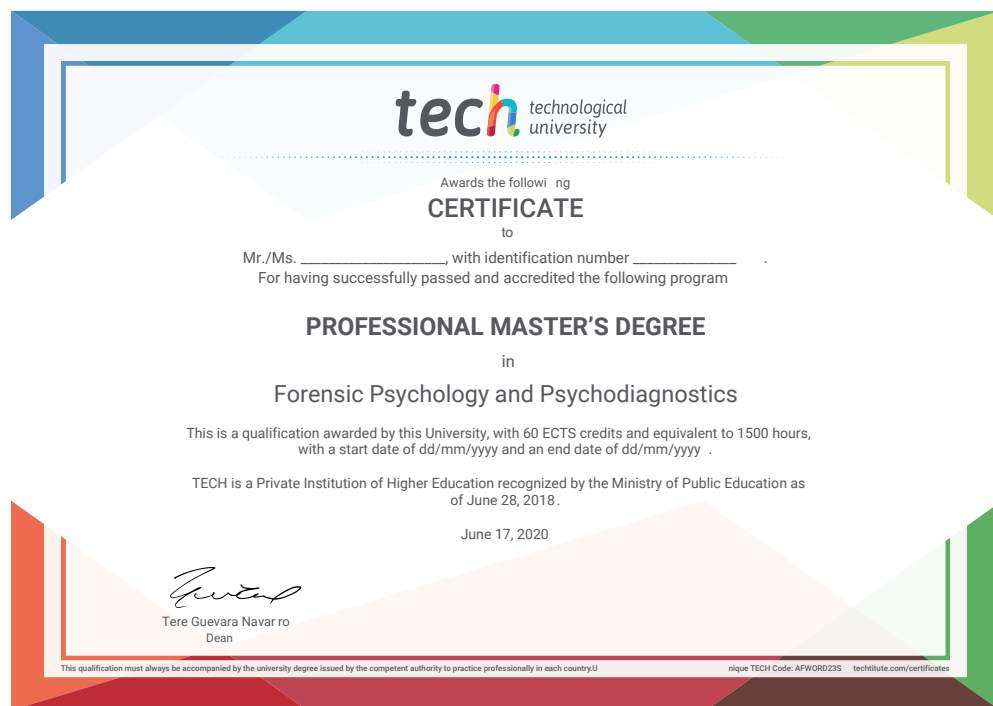 tech technological
university
Awards the followi ng
CERTIFICATE
to
Mr./Ms. ____________________, with identification number ______________ .
For having successfully passed and accredited the following program
PROFESSIONAL MASTER'S DEGREE
in
Forensic Psychology and Psychodiagnostics
This is a qualification awarded by this University, with 60 ECTS credits and equivalent to 1500 hours,
with a start date of dd/mm/yyyy and an end date of dd/mm/yyyy .
TECH is a Private Institution of Higher Education recognized by the Ministry of Public Education as
of June 28, 2018.
June 17, 2020
Tere Guevara Navar ro
Dean
This qualification must always be accompanied by the university degree issued by the competent authority to practice professionally in each country.U nique TECH Code: AFWORD23S techtitute.com/certificates